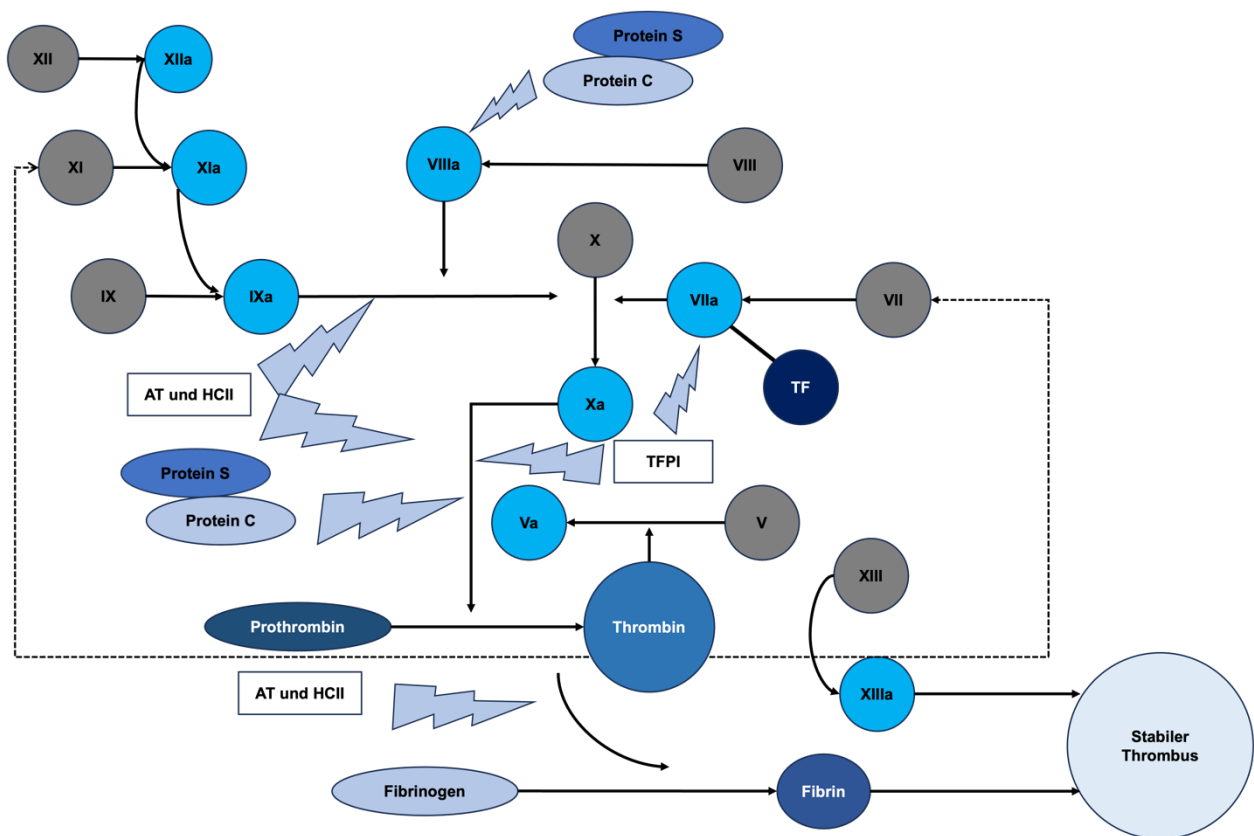 Protein S
XII
XIIa
Protein C
XI
XIa
VIIIa
VIII
X
IX
IXa
VIIa
VII
AT und HCII
TF
Xa
TFPI
Protein S
Protein C
Va
V
XIII
Prothrombin
Thrombin
AT und HCII
XIIIa
Stabiler
Thrombus
Fibrinogen
Fibrin